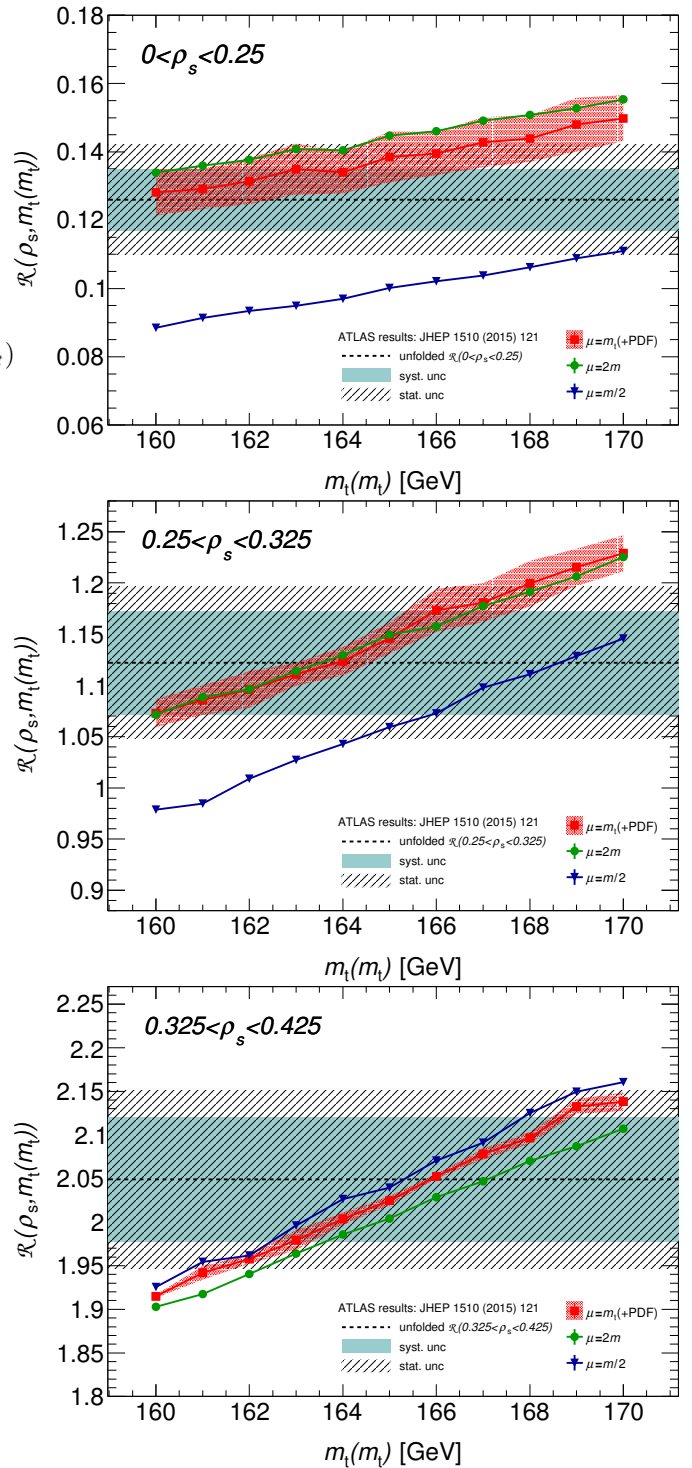 0<ρs<0.25
0.18
0.16
0.14
0.12
0.1
0.08
0.06
ℛ(ρs,mt(mt))
)
ATLAS results: JHEP 1510 (2015) 121
unfolded ℛ(0<ρs<0.25)
syst. unc
stat. unc
μ=mt(+PDF)
μ=2m
μ=m/2
160 162 164 166 168 170
mt(mt) [GeV]
0.25<ρs<0.325
1.25
1.2
1.15
1.1
1.05
1
0.95
0.9
ℛ(ρs,mt(mt))
ATLAS results: JHEP 1510 (2015) 121
unfolded ℛ(0.25<ρs<0.325)
syst. unc
stat. unc
μ=mt(+PDF)
μ=2m
μ=m/2
160 162 164 166 168 170
mt(mt) [GeV]
0.325<ρs<0.425
2.25
2.2
2.15
2.1
2.05
2
1.95
1.9
1.85
1.8
ℛ(ρs,mt(mt))
ATLAS results: JHEP 1510 (2015) 121
unfolded ℛ(0.325<ρs<0.425)
syst. unc
stat. unc
μ=mt(+PDF)
μ=2m
μ=m/2
160 162 164 166 168 170
mt(mt) [GeV]